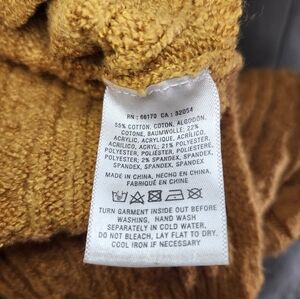 RN : 66170 CA : 32054
55% COTTON, COTON, ALGODÓN,
COTONE, BAUMWOLLE; 22%
ACRYLIC, ACRYLIQUE, ACRÍLICO,
ACRILICO, ACRYL; 21% POLYESTER,
POLYESTER, POLIÉSTER, POLIESTERE,
POLYESTER; 2% SPANDEX, SPANDEX,
SPANDEX, SPANDEX, SPANDEX
MADE IN CHINA, HECHO EN CHINA,
FABRIQUÉ EN CHINE
TURN GARMENT INSIDE OUT BEFORE
WASHING, HAND WASH
SEPARATELY IN COLD WATER,
DO NOT BLEACH, LAY FLAT TO DRY.
COOL IRON IF NECESSARY